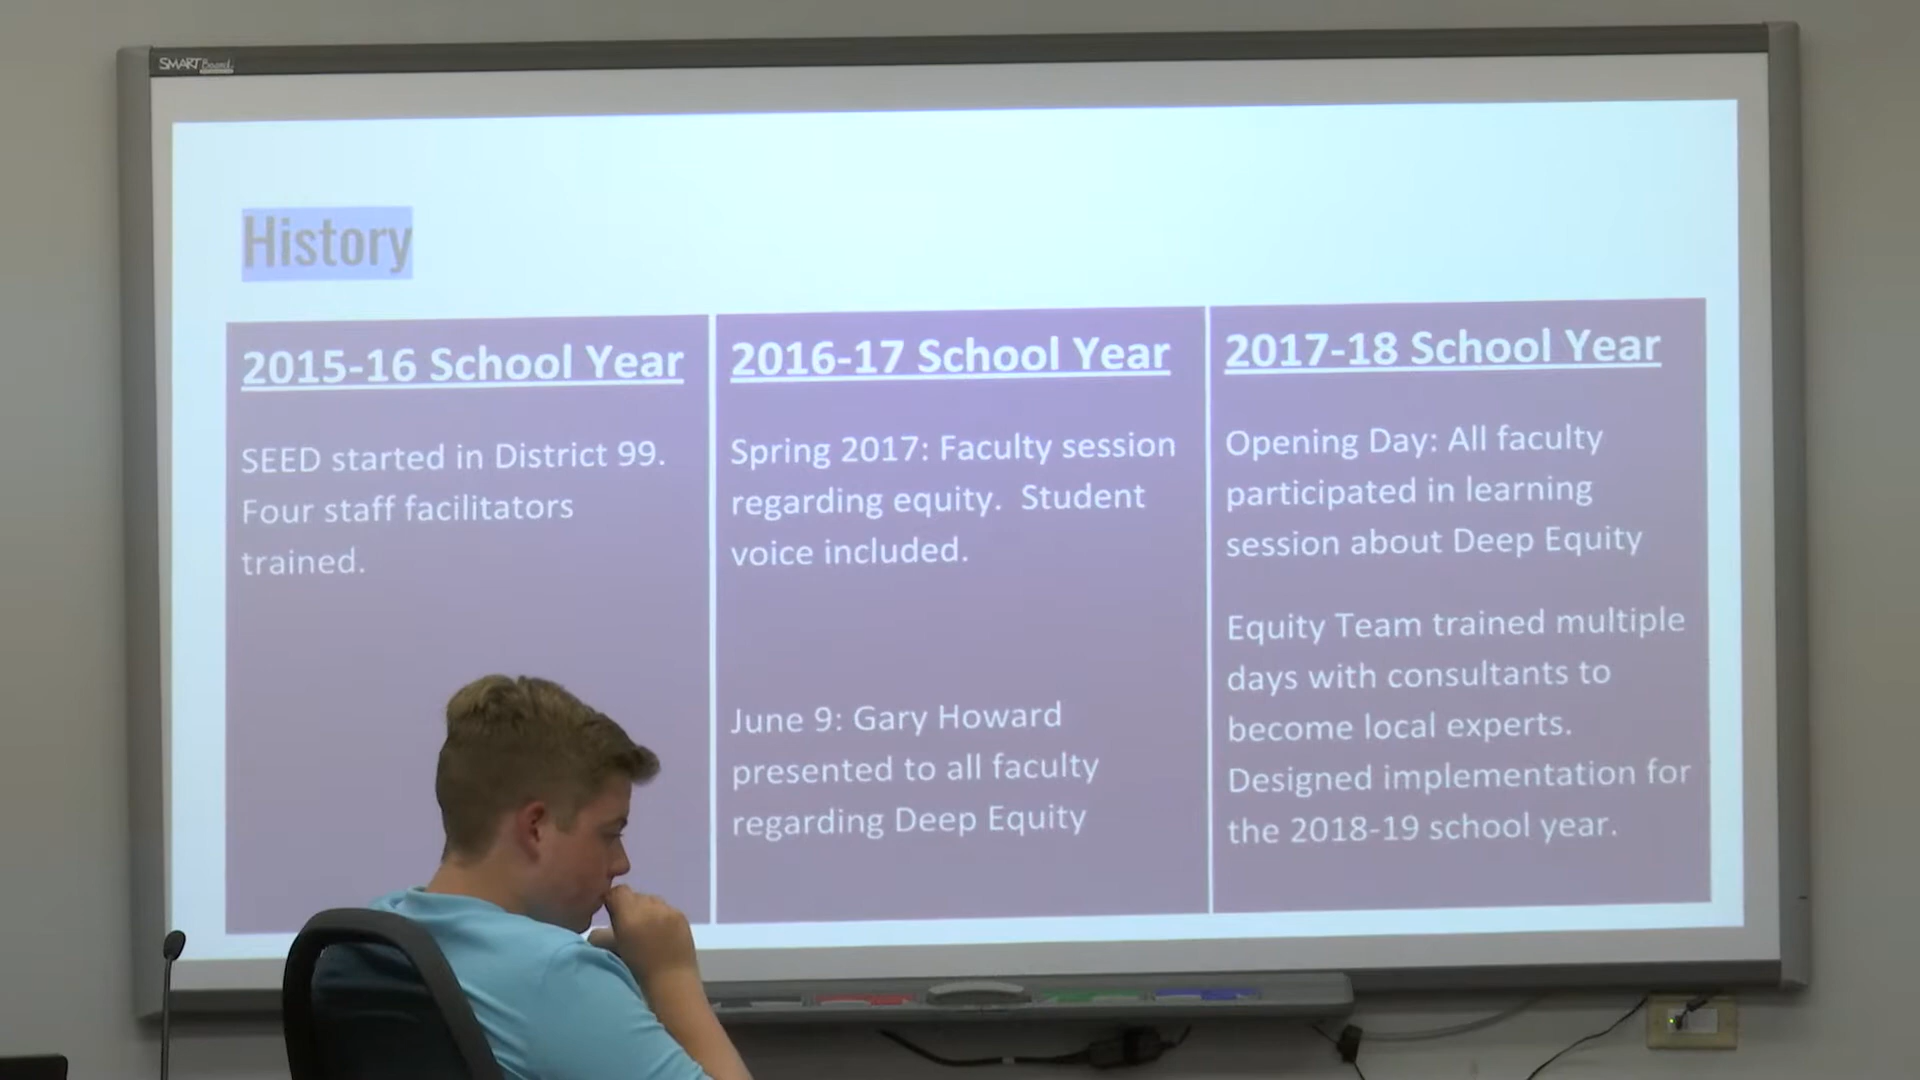 SMART Board
History
2015-16 School Year
SEED started in District 99.
Four staff facilitators
trained.
2016-17 School Year
Spring 2017: Faculty session
regarding equity.  Student
voice included.
June 9: Gary Howard
presented to all faculty
regarding Deep Equity
2017-18 School Year
Opening Day: All faculty
participated in learning
session about Deep Equity
Equity Team trained multiple
days with consultants to
become local experts.
Designed implementation for
the 2018-19 school year.